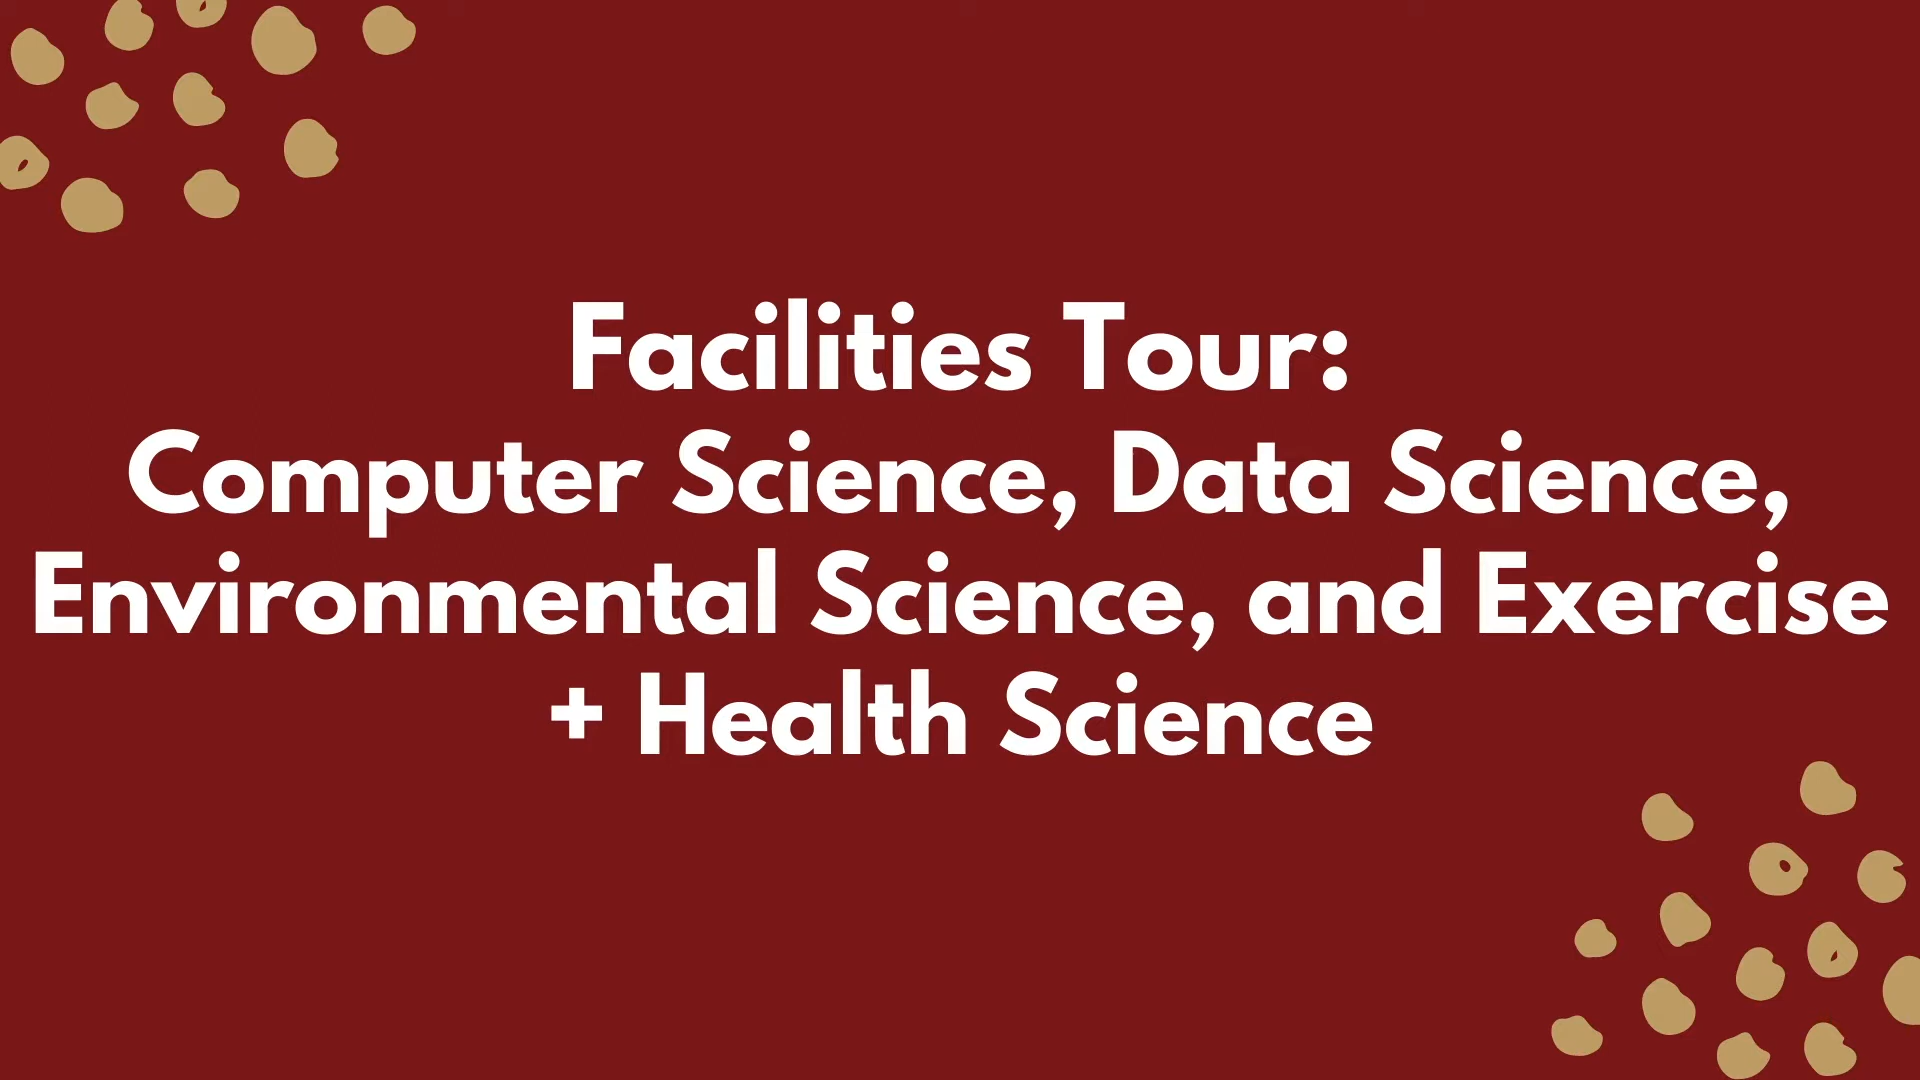 Facilities Tour:
Computer Science, Data Science,
Environmental Science, and Exercise
+ Health Science